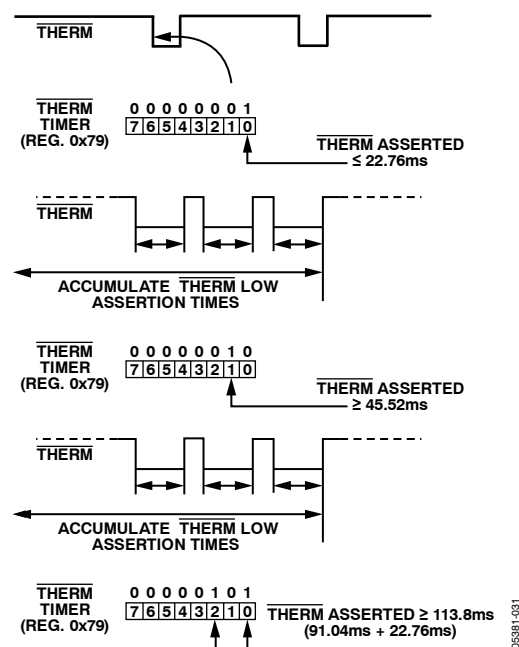 THERM
THERM
TIMER
(REG. 0x79)
0 0 0 0 0 0 0 1
7 6 5 4 3 2 1 0
THERM ASSERTED
≤ 22.76ms
THERM
ACCUMULATE THERM LOW
ASSERTION TIMES
THERM
TIMER
(REG. 0x79)
0 0 0 0 0 0 1 0
7 6 5 4 3 2 1 0
THERM ASSERTED
≥ 45.52ms
THERM
ACCUMULATE THERM LOW
ASSERTION TIMES
THERM
TIMER
(REG. 0x79)
0 0 0 0 0 1 0 1
7 6 5 4 3 2 1 0
THERM ASSERTED ≥ 113.8ms
(91.04ms + 22.76ms)
05381-031